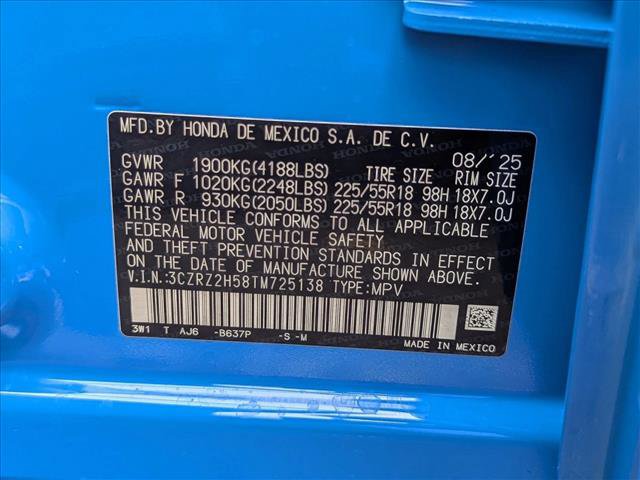 MFD.BY HONDA DE MEXICO S.A. DE C.V. 08/'25
GVWR 1900KG(4188LBS) TIRE SIZE RIM SIZE
GAWR F 1020KG(2248LBS) 225/55R18 98H 18X7.0J
GAWR R 930KG(2050LBS) 225/55R18 98H 18X7.0J
THIS VEHICLE CONFORMS TO ALL APPLICABLE
FEDERAL MOTOR VEHICLE SAFETY
AND THEFT PREVENTION STANDARDS IN EFFECT
ON THE DATE OF MANUFACTURE SHOWN ABOVE.
V.I.N.:3CZRZ2H58TM725138 TYPE:MPV
3W1 T AJ6 -B637P -S -M
MADE IN MEXICO